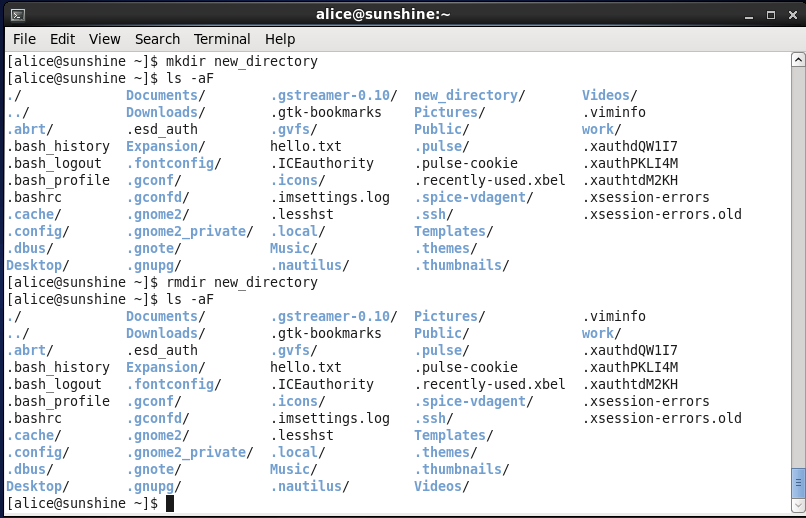 alice@sunshine:~
File Edit View Search Terminal Help
[alice@sunshine ~]$ mkdir new_directory
[alice@sunshine ~]$ ls -aF
./ Documents/ .gstreamer-0.10/ new_directory/ Videos/
../ Downloads/ .gtk-bookmarks Pictures/ .viminfo
.abrt/ .esd_auth .gvfs/ Public/ work/
.bash_history Expansion/ hello.txt .pulse/ .xauthdQW1I7
.bash_logout .fontconfig/ .ICEauthority .pulse-cookie .xauthPKLI4M
.bash_profile .gconf/ .icons/ .recently-used.xbel .xauthtdM2KH
.bashrc .gconfd/ .imsettings.log .spice-vdagent/ .xsession-errors
.cache/ .gnome2/ .lesshst .ssh/ .xsession-errors.old
.config/ .gnome2_private/ .local/ Templates/
.dbus/ .gnote/ Music/ .themes/
Desktop/ .gnupg/ .nautilus/ .thumbnails/
[alice@sunshine ~]$ rmdir new_directory
[alice@sunshine ~]$ ls -aF
./ Documents/ .gstreamer-0.10/ Pictures/ .viminfo
../ Downloads/ .gtk-bookmarks Public/ work/
.abrt/ .esd_auth .gvfs/ .pulse/ .xauthdQW1I7
.bash_history Expansion/ hello.txt .pulse-cookie .xauthPKLI4M
.bash_logout .fontconfig/ .ICEauthority .recently-used.xbel .xauthtdM2KH
.bash_profile .gconf/ .icons/ .spice-vdagent/ .xsession-errors
.bashrc .gconfd/ .imsettings.log .ssh/ .xsession-errors.old
.cache/ .gnome2/ .lesshst Templates/
.config/ .gnome2_private/ .local/ .themes/
.dbus/ .gnote/ Music/ .thumbnails/
Desktop/ .gnupg/ .nautilus/ Videos/
[alice@sunshine ~]$